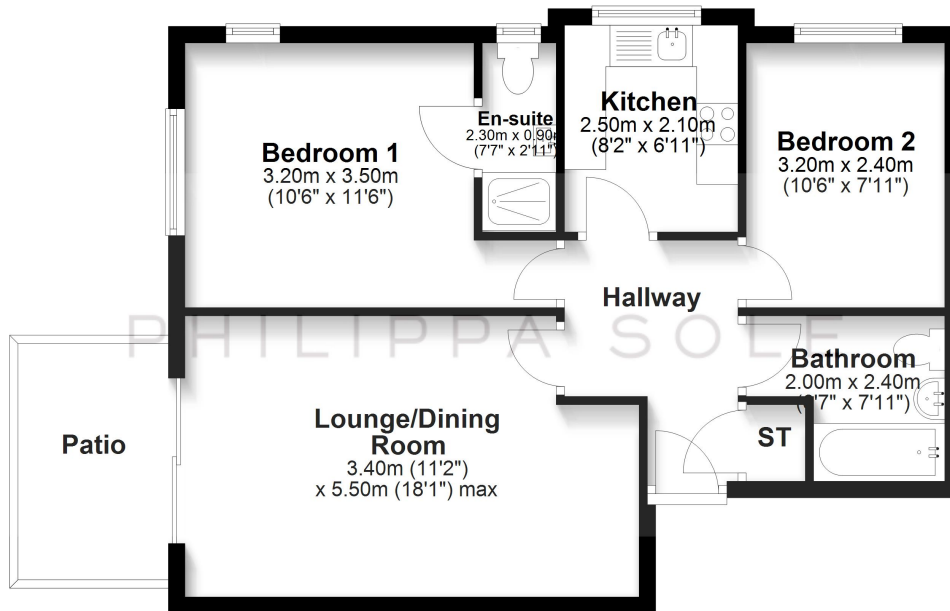 Bedroom 1
3.20m x 3.50m
(10'6" x 11'6")
En-suite
2.30m x 0.90m
(7'7" x 2'11")
Kitchen
2.50m x 2.10m
(8'2" x 6'11")
Bedroom 2
3.20m x 2.40m
(10'6" x 7'11")
Hallway
PHILIPPA SOLE
Bathroom
2.00m x 2.40m
(6'7" x 7'11")
Lounge/Dining
Room
3.40m (11'2")
x 5.50m (18'1") max
Patio
ST